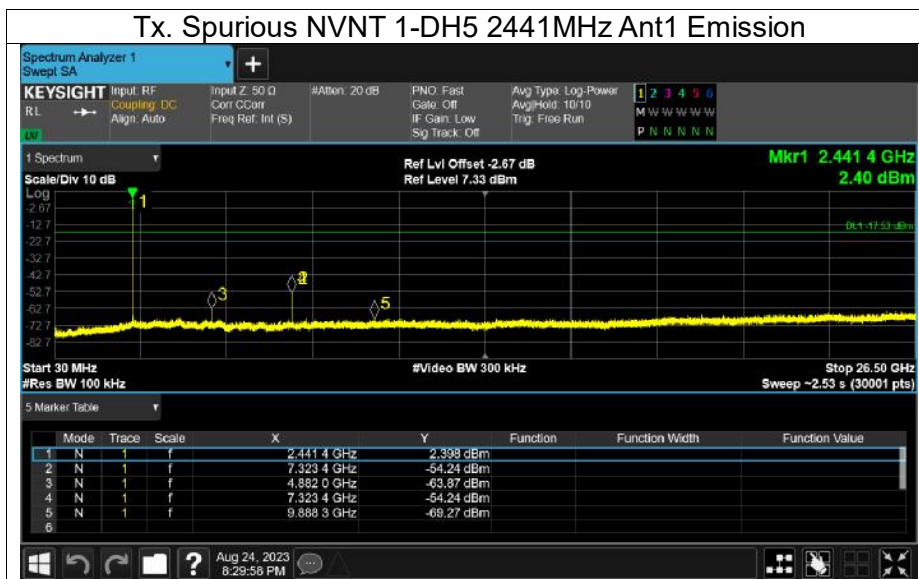 Tx. Spurious NVNT 1-DH5 2441MHz Ant1 Emission
Spectrum Analyzer 1
Swept SA
+
KEYSIGHT Input: RF Input Z: 50 Ω #Atten: 20 dB PNO: Fast Avg Type: Log-Power 1 2 3 4 5 6
RL Coupling: DC Corr CCorr Gate: Off Avg|Hold: 10/10 M W W W W W
Align: Auto Freq Ref: Int (S) IF Gain: Low Trig: Free Run
Sig Track: Off P N N N N N
1 Spectrum Ref Lvl Offset -2.67 dB Mkr1 2.441 4 GHz
Scale/Div 10 dB Ref Level 7.33 dBm 2.40 dBm
Log
1
-2.67
-12.7
DL1 -17.53 dBm
-22.7
-32.7
-42.7
-52.7
3
-62.7
5
-72.7
-82.7
Start 30 MHz #Video BW 300 kHz Stop 26.50 GHz
#Res BW 100 kHz Sweep ~2.53 s (30001 pts)
5 Marker Table
Mode Trace Scale X Y Function Function Width Function Value
1 N 1 f 2.441 4 GHz 2.398 dBm
2 N 1 f 7.323 4 GHz -54.24 dBm
3 N 1 f 4.882 0 GHz -63.87 dBm
4 N 1 f 7.323 4 GHz -54.24 dBm
5 N 1 f 9.888 3 GHz -69.27 dBm
6
?
Aug 24, 2023
8:29:58 PM